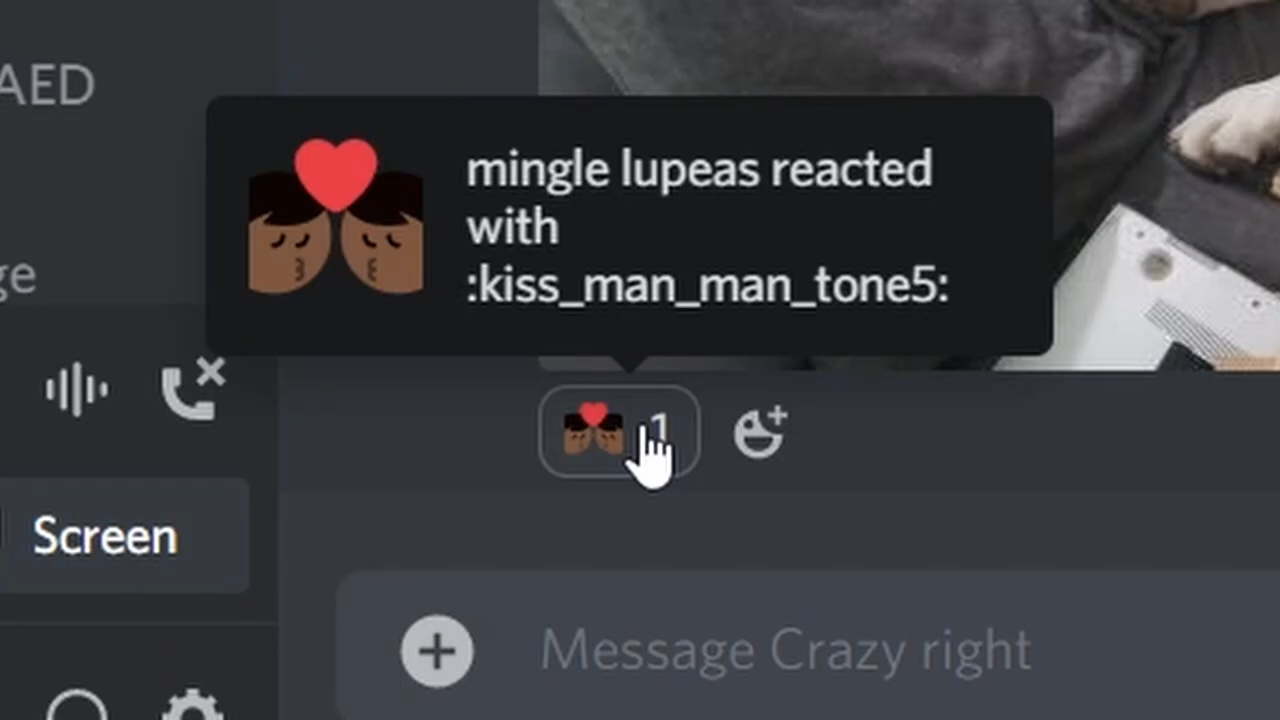 AED
mingle lupeas reacted
with
:kiss_man_man_tone5:
ge
1
Screen
Message Crazy right